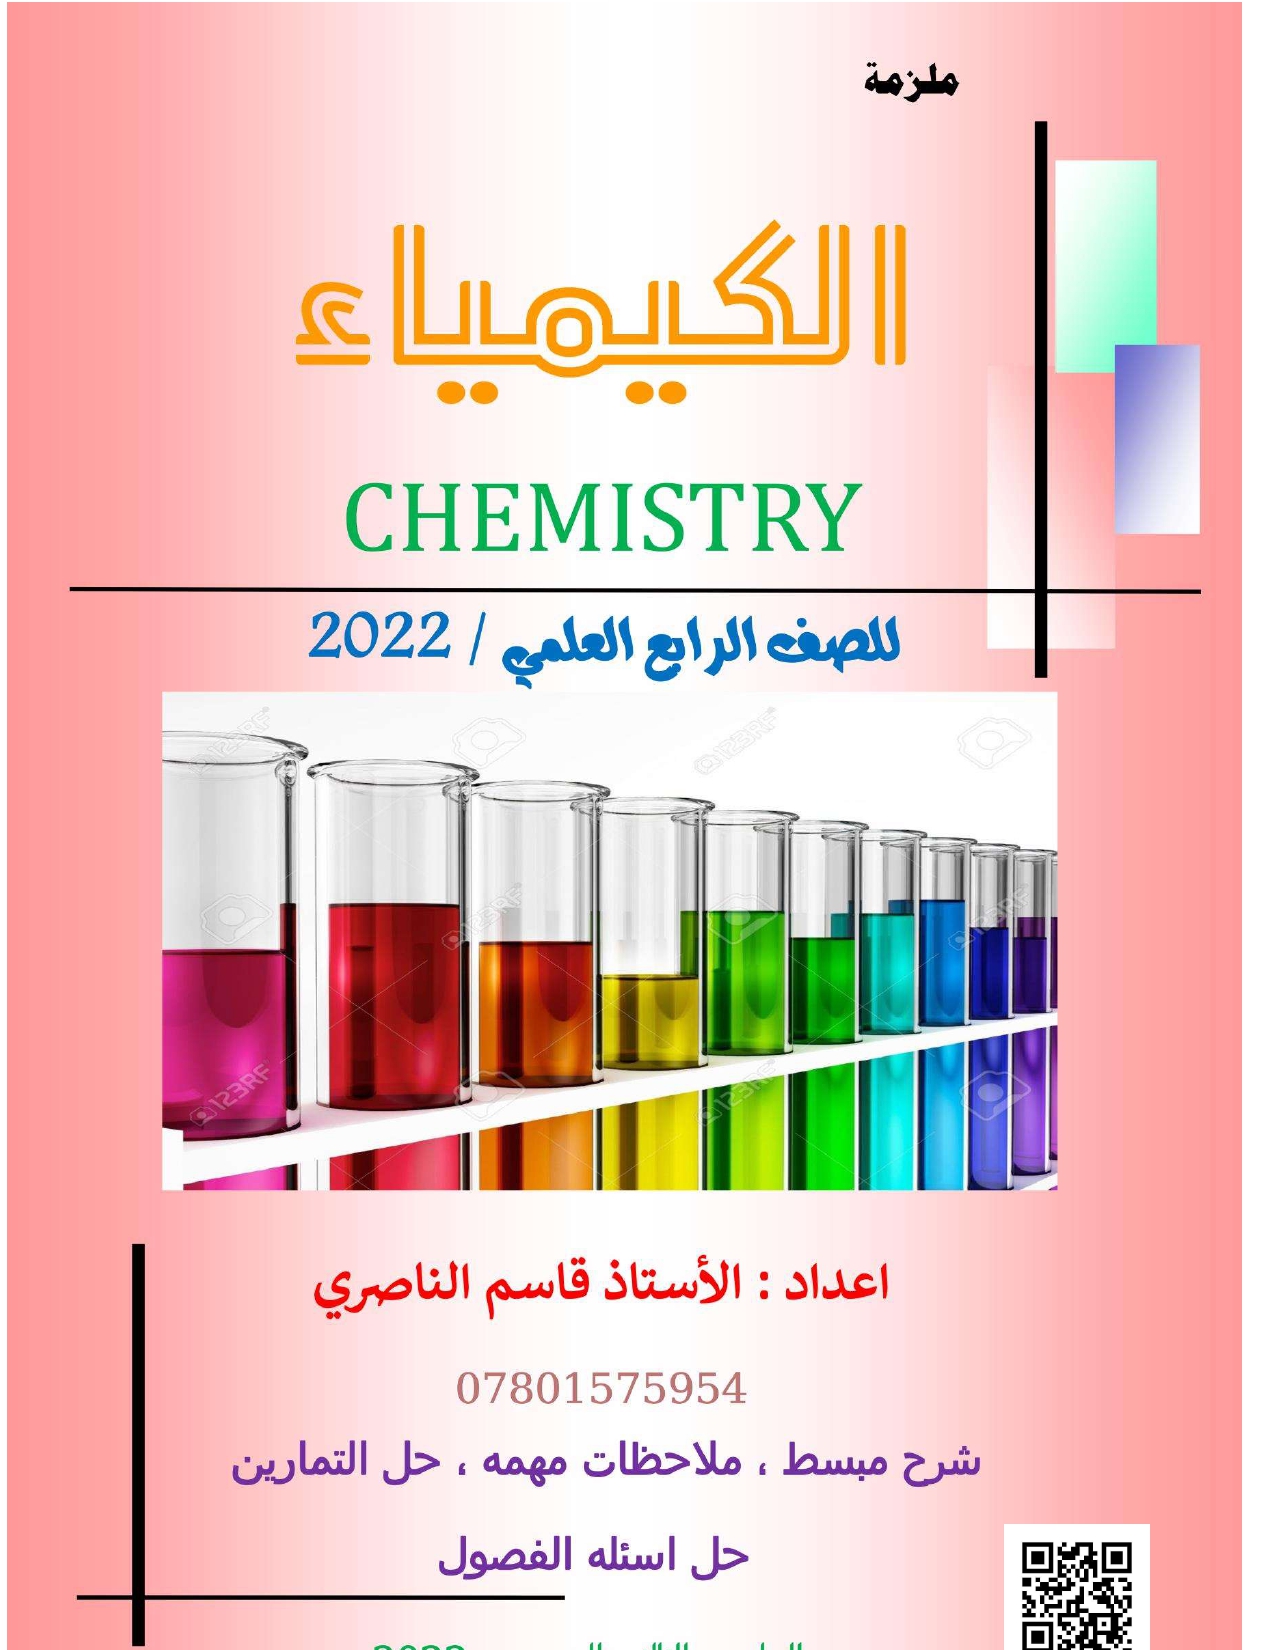 ملزمة
الكيمياء
CHEMISTRY
للصف الرابع العلمي / 2022
اعداد : الأستاذ قاسم الناصري
07801575954
شرح مبسط ، ملاحظات مهمه ، حل التمارين
حل اسئله الفصول
123RF